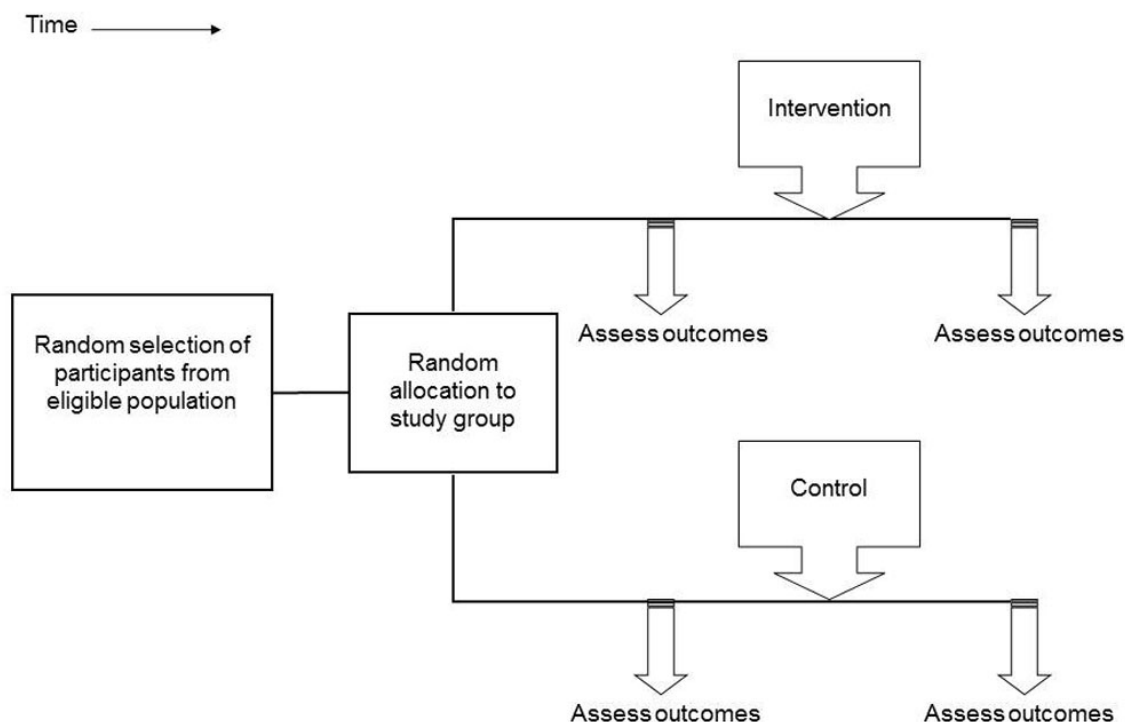 Time
Intervention
Assess outcomes
Assess outcomes
Random selection of
participants from
eligible population
Random
allocation to
study group
Control
Assess outcomes
Assess outcomes